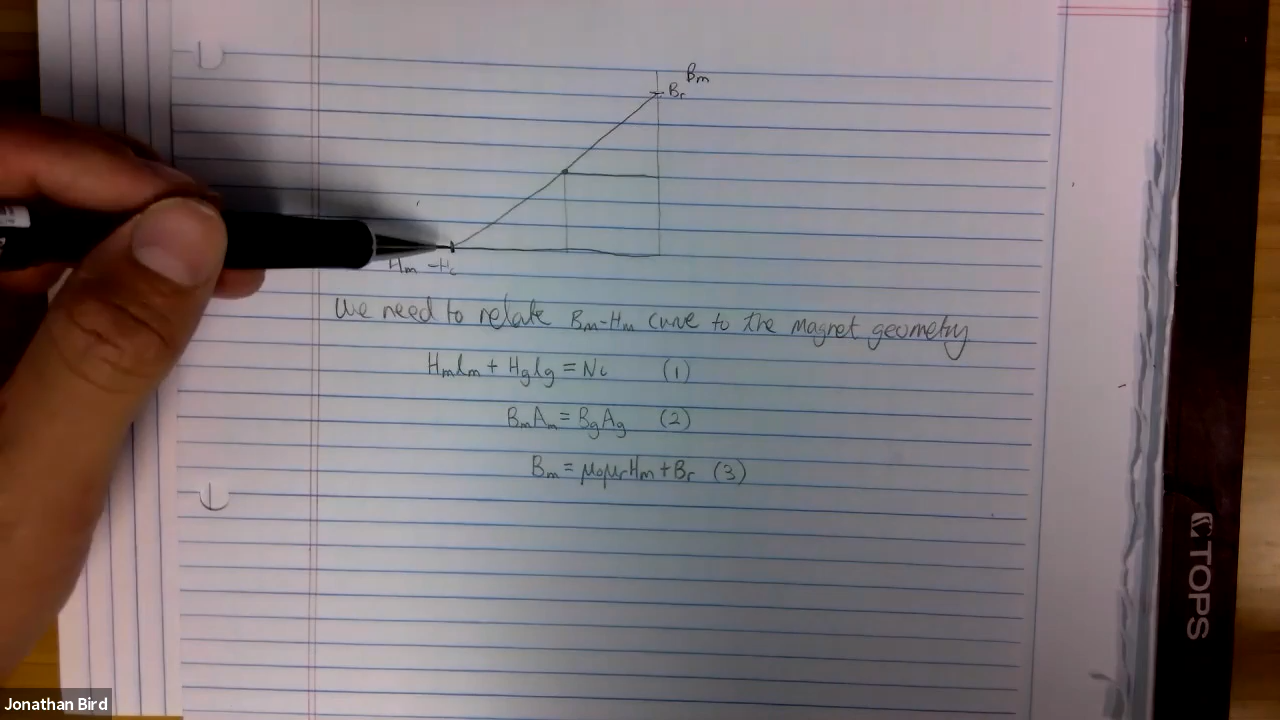 Bm
Br
Hm -Hc
We need to relate Bm-Hm curve to the magnet geometry
Hmlm + Hglg = Ni (1)
BmAm = BgAg (2)
Bm = μ0μrHm + Br (3)
TOPS
Jonathan Bird